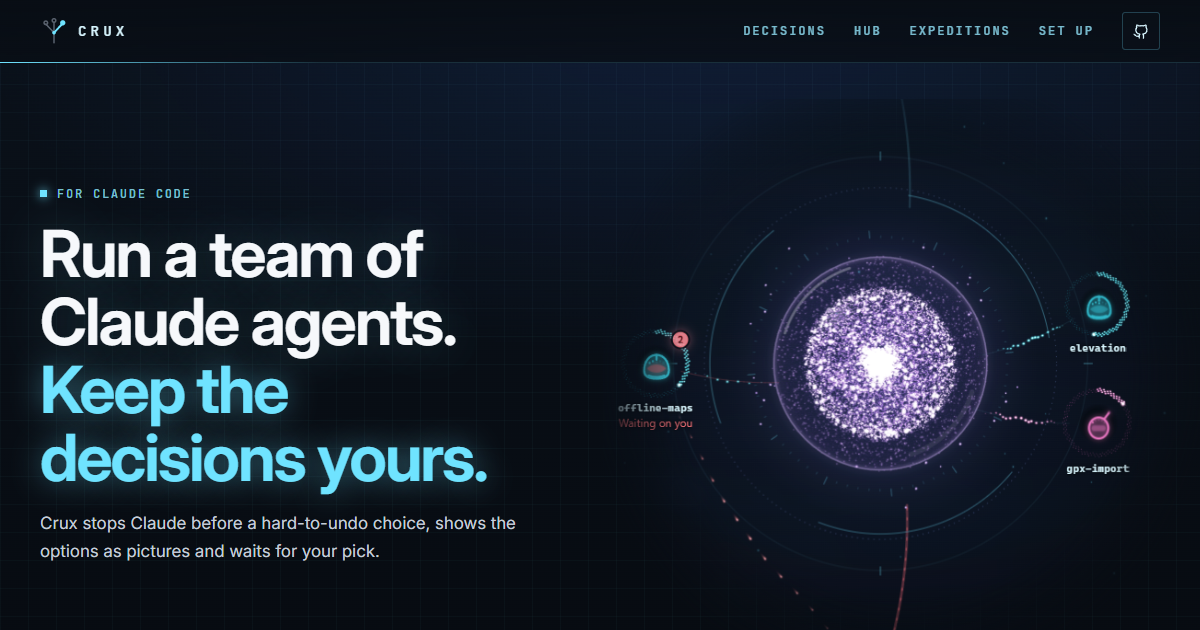 CRUX
DECISIONS HUB EXPEDITIONS SET UP
FOR CLAUDE CODE
Run a team of
Claude agents.
Keep the
decisions yours.
Crux stops Claude before a hard-to-undo choice, shows the
options as pictures and waits for your pick.
2
offline-maps
Waiting on you
elevation
gpx-import